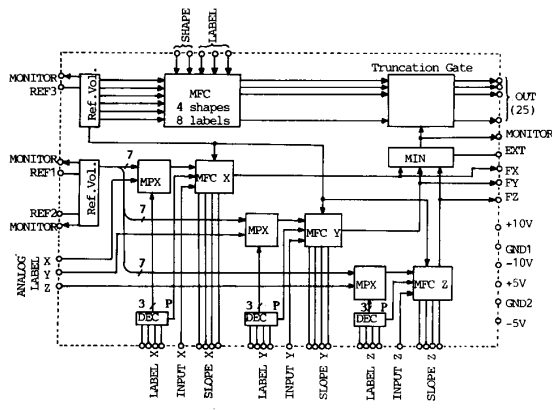 SHAPE
LABEL
MONITOR
REF3
Ref.Vol.
MFC
4 shapes
8 labels
Truncation Gate
OUT
(25)
MONITOR
MIN
EXT
FX
FY
FZ
MONITOR
REF1
Ref.Vol.
REF2
MONITOR
7
MPX
MFC X
7
MPX
MFC Y
7
MPX
MFC Z
ANALOG
LABEL
X
Y
Z
+10V
GND1
-10V
+5V
GND2
-5V
3
P
DEC
3
P
DEC
3
P
DEC
LABEL X
INPUT X
SLOPE X
LABEL Y
INPUT Y
SLOPE Y
LABEL Z
INPUT Z
SLOPE Z